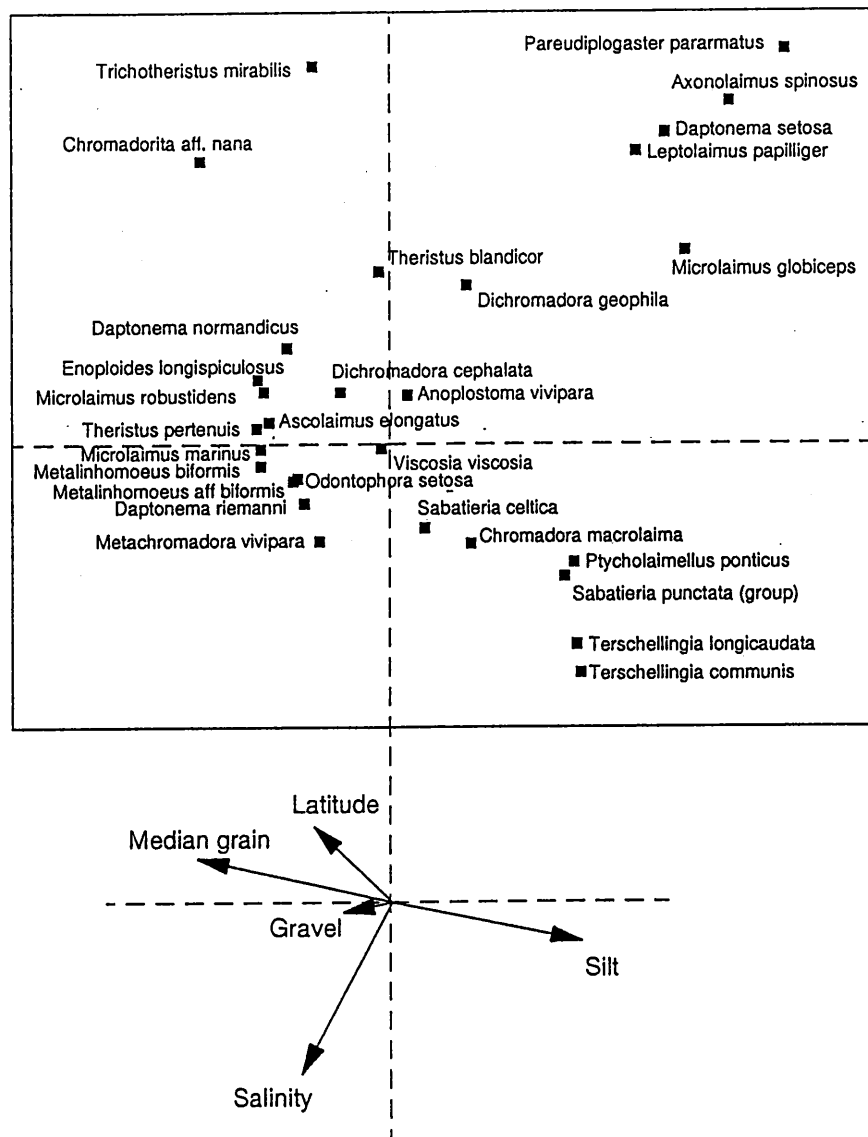 Pareudiplogaster pararmatus
Trichotheristus mirabilis
Axonolaimus spinosus
Daptonema setosa
Chromadorita aff. nana
Leptolaimus papilliger
Theristus blandicor
Microlaimus globiceps
Dichromadora geophila
Daptonema normandicus
Enoploides longispiculosus
Dichromadora cephalata
Microlaimus robustidens
Anoplostoma vivipara
Ascolaimus elongatus
Theristus pertenuis
Microlaimus marinus
Viscosia viscosia
Metalinhomoeus biformis
Odontophora setosa
Metalinhomoeus aff biformis
Daptonema riemanni
Sabatieria celtica
Metachromadora vivipara
Chromadora macrolaima
Ptycholaimellus ponticus
Sabatieria punctata (group)
Terschellingia longicaudata
Terschellingia communis
Latitude
Median grain
Gravel
Silt
Salinity